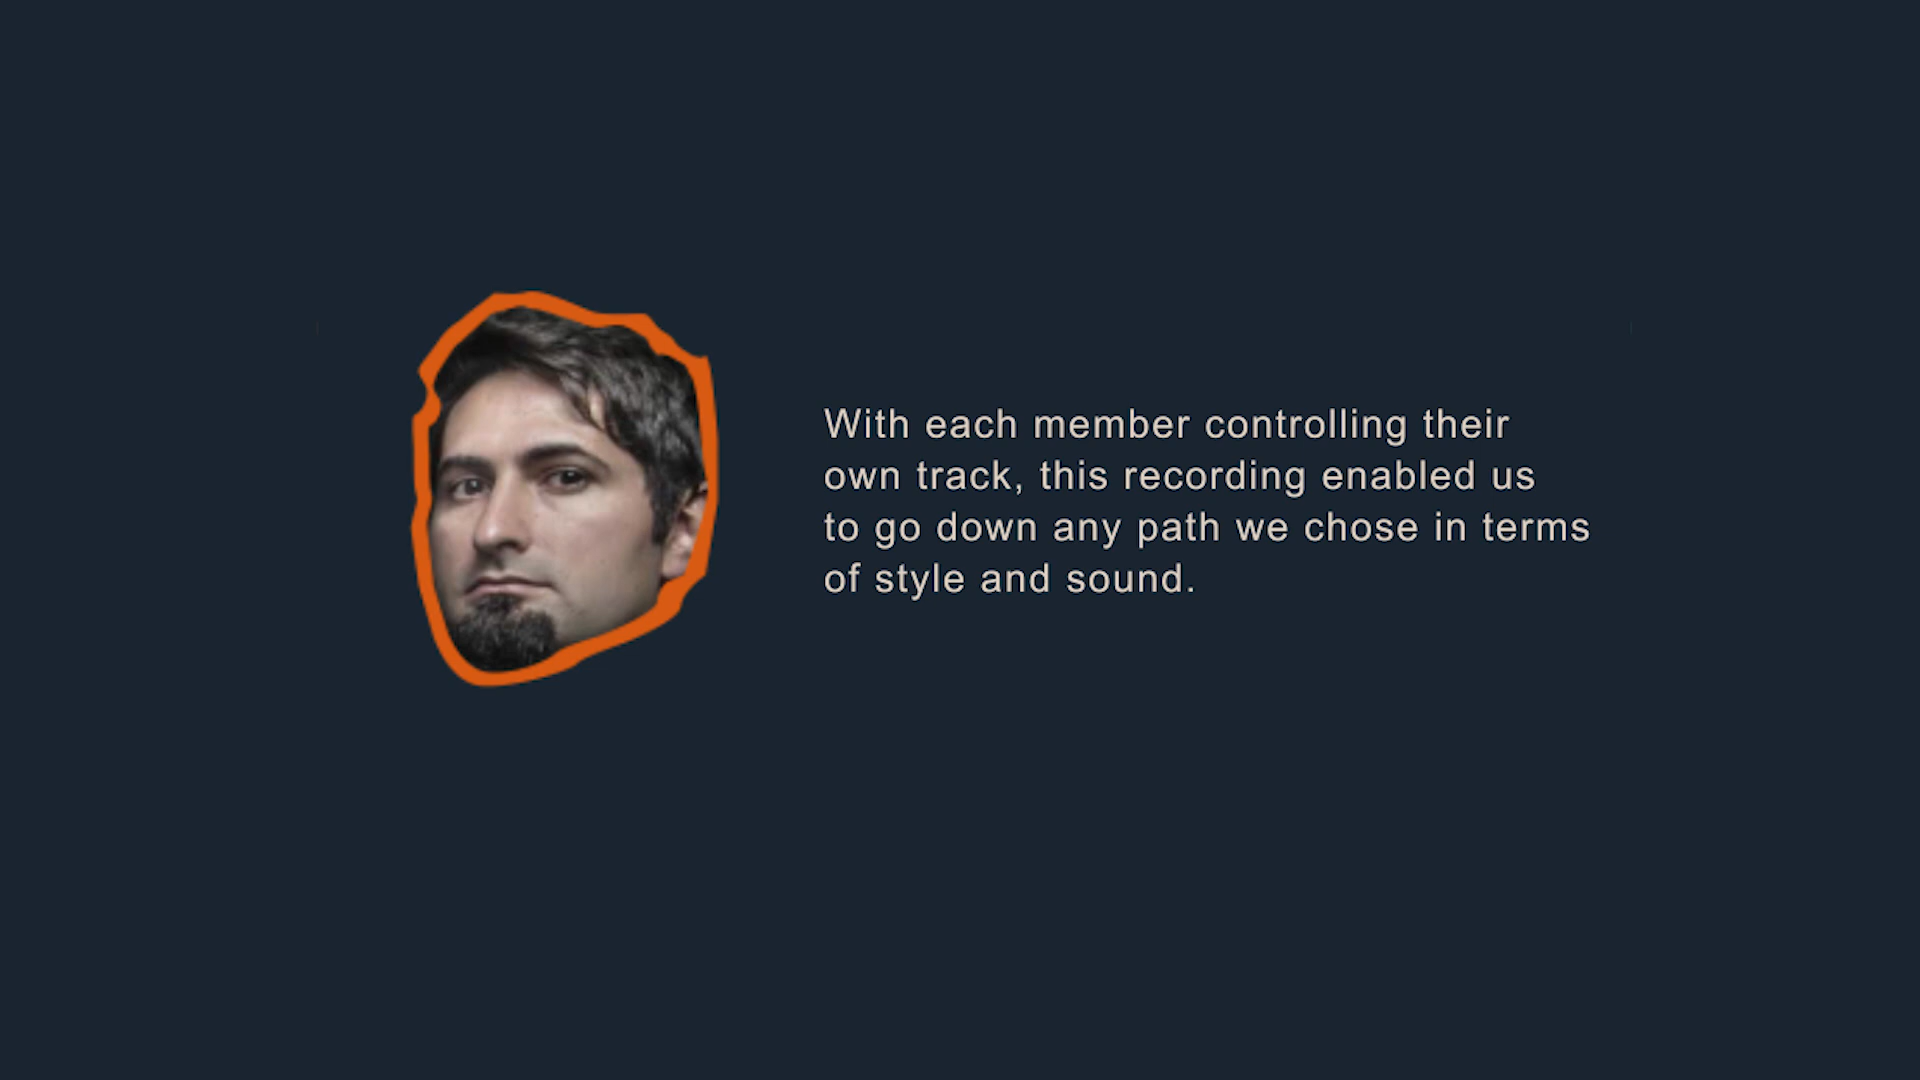 With each member controlling their
own track, this recording enabled us
to go down any path we chose in terms
of style and sound.